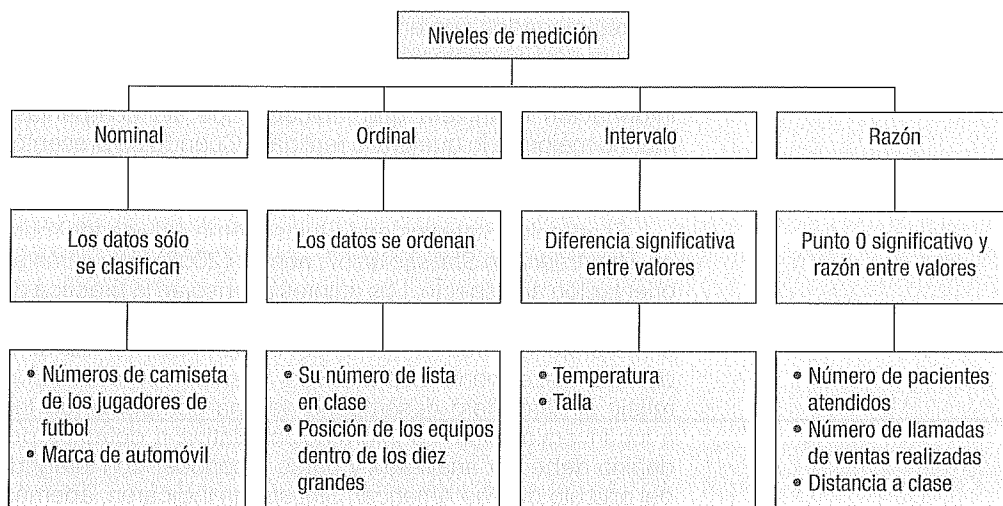 Niveles de medición
Nominal
Ordinal
Intervalo
Razón
Los datos sólo
se clasifican
Los datos se ordenan
Diferencia significativa
entre valores
Punto 0 significativo y
razón entre valores
• Números de camiseta
de los jugadores de
futbol
• Marca de automóvil
• Su número de lista
en clase
• Posición de los equipos
dentro de los diez
grandes
• Temperatura
• Talla
• Número de pacientes
atendidos
• Número de llamadas
de ventas realizadas
• Distancia a clase